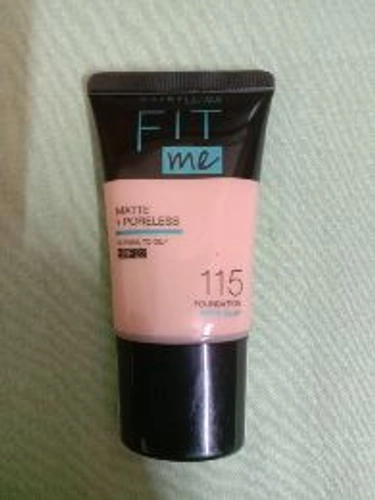 MAYBELLINE
FIT
me
MATTE
+ PORELESS
NORMAL TO OILY
115
FOUNDATION